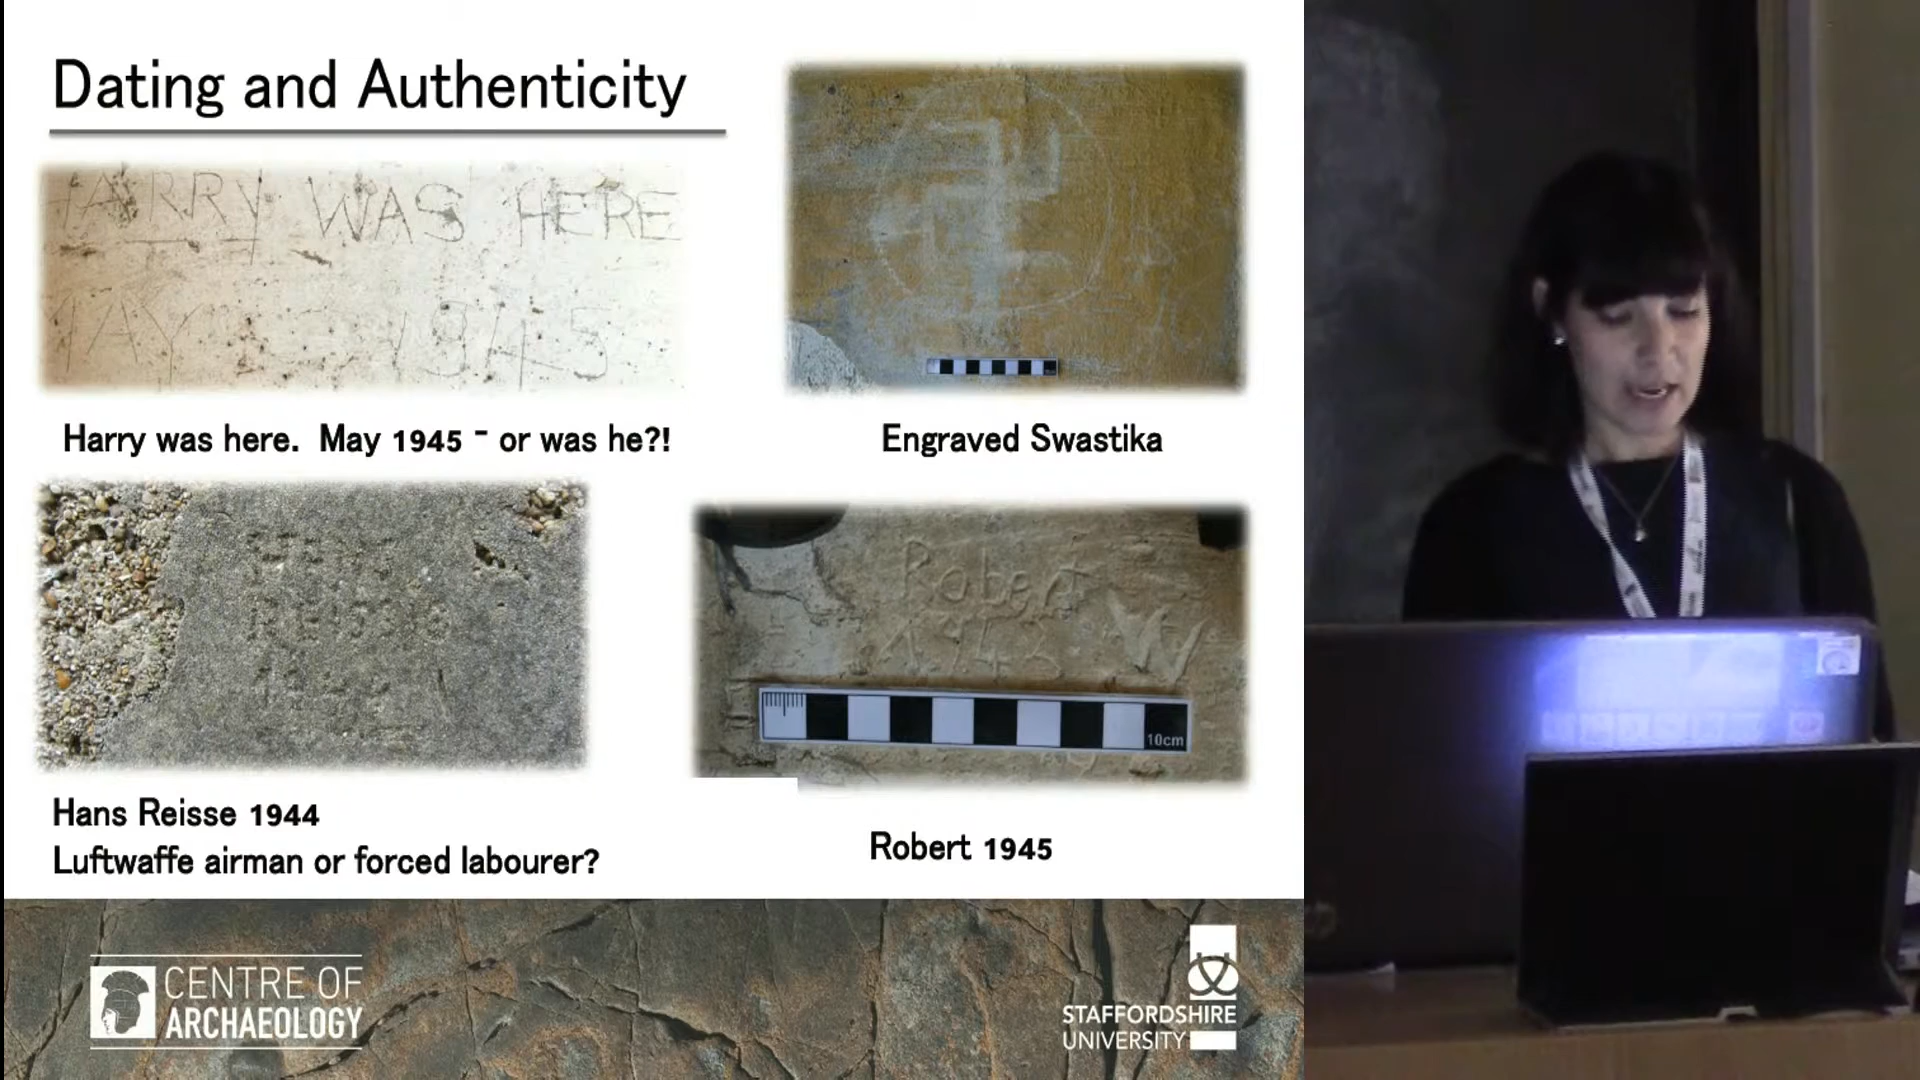 Dating and Authenticity
HARRY WAS HERE
MAY 1945
Harry was here. May 1945 - or was he?!
Engraved Swastika
Robert
W
10cm
Hans Reisse 1944
Luftwaffe airman or forced labourer?
Robert 1945
CENTRE OF
ARCHAEOLOGY
STAFFORDSHIRE
UNIVERSITY